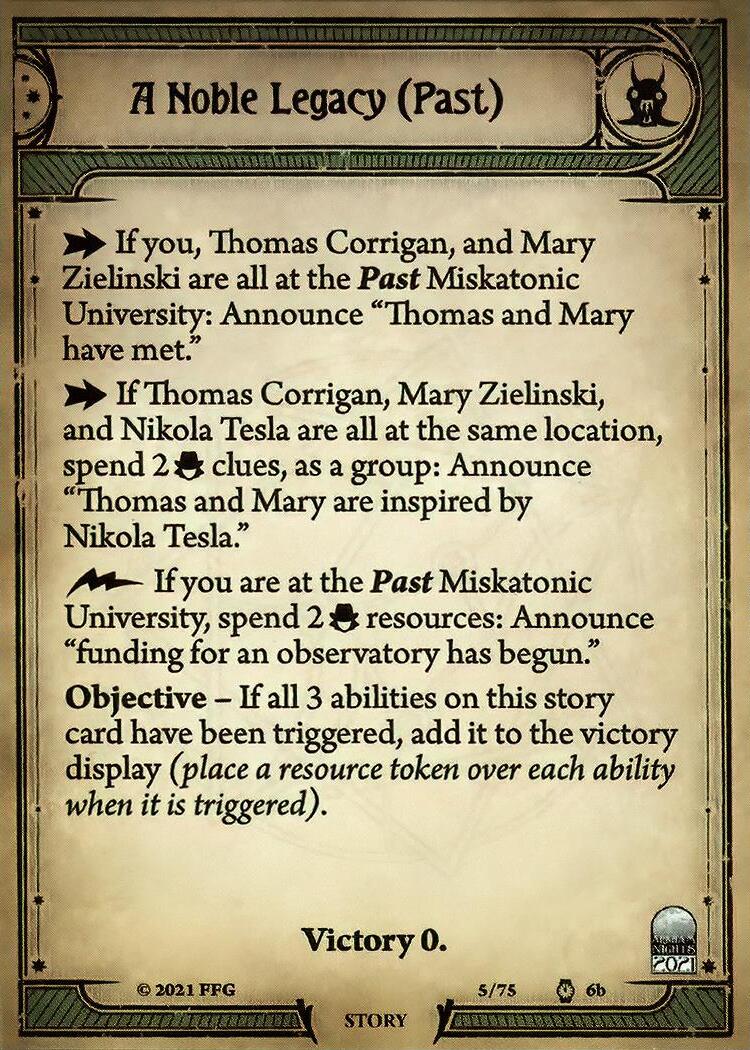 A Noble Legacy (Past)
If you, Thomas Corrigan, and Mary
Zielinski are all at the Past Miskatonic
University: Announce “Thomas and Mary
have met.”
If Thomas Corrigan, Mary Zielinski,
and Nikola Tesla are all at the same location,
spend 2 clues, as a group: Announce
“Thomas and Mary are inspired by
Nikola Tesla.”
If you are at the Past Miskatonic
University, spend 2 resources: Announce
“funding for an observatory has begun.”
Objective – If all 3 abilities on this story
card have been triggered, add it to the victory
display (place a resource token over each ability
when it is triggered).
Victory 0.
ARKHAM
NIGHTS
2021
© 2021 FFG
5/75
6b
STORY